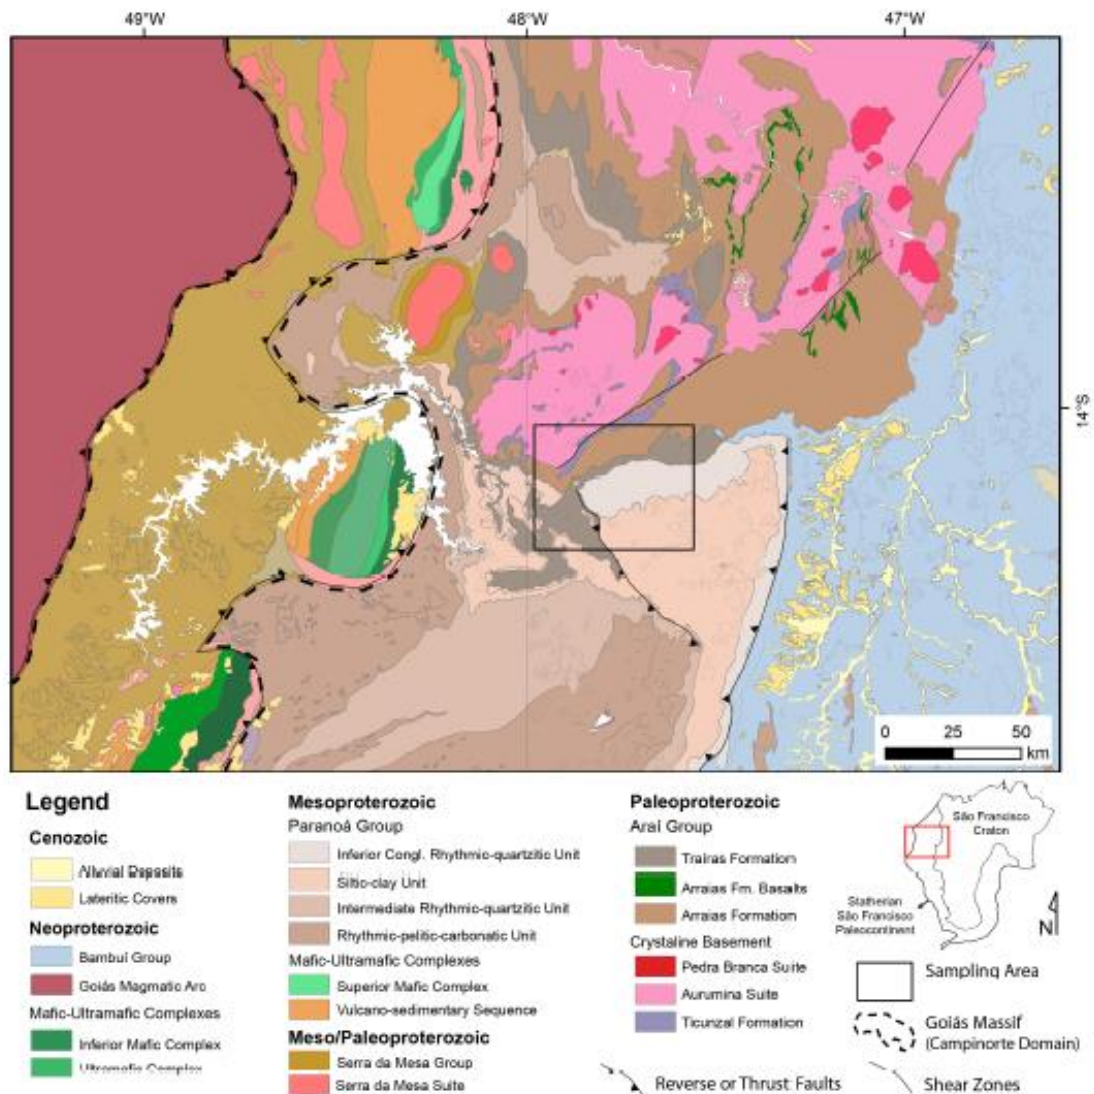 49°W 48°W 47°W
14°S
0 25 50
km
Legend
Cenozoic
Alluvial Deposits
Lateritic Covers
Neoproterozoic
Bambuí Group
Goiás Magmatic Arc
Mafic-Ultramafic Complexes
Inferior Mafic Complex
Ultramafic Complex
Mesoproterozoic
Paranoá Group
Inferior Congl. Rhythmic-quartzitic Unit
Siltic-clay Unit
Intermediate Rhythmic-quartzitic Unit
Rhythmic-pelitic-carbonatic Unit
Mafic-Ultramafic Complexes
Superior Mafic Complex
Vulcano-sedimentary Sequence
Meso/Paleoproterozoic
Serra da Mesa Group
Serra da Mesa Suite
Paleoproterozoic
Araí Group
Traíras Formation
Arraias Fm. Basalts
Arraias Formation
Crystaline Basement
Pedra Branca Suite
Aurumina Suite
Ticunzal Formation
Reverse or Thrust Faults
São Francisco
Craton
Statherian
São Francisco
Paleocontinent
N
Sampling Area
Goiás Massif
(Campinorte Domain)
Shear Zones